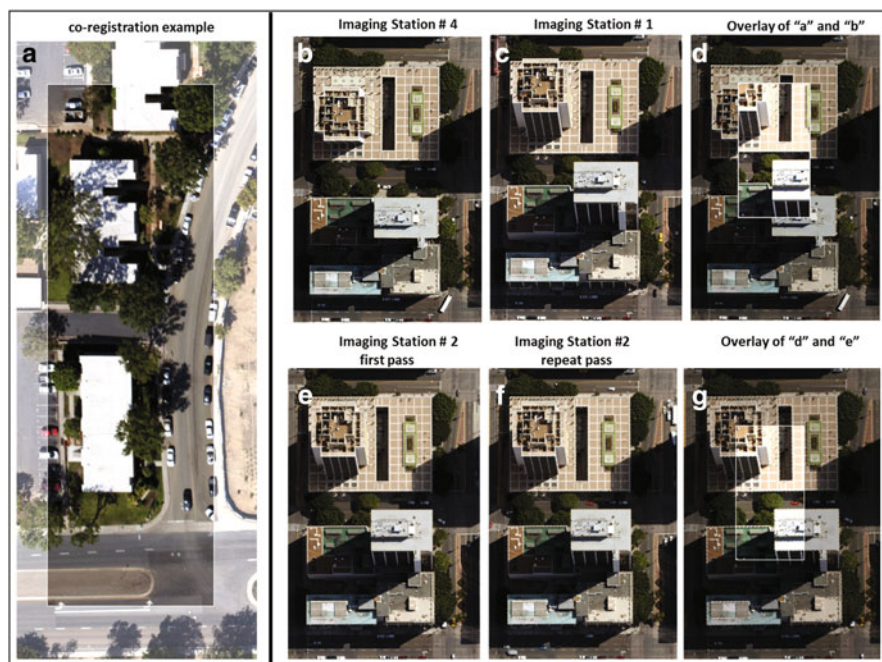 co-registration example
a
Imaging Station # 4
b
Imaging Station # 1
c
Overlay of “a” and “b”
d
Imaging Station # 2
first pass
e
Imaging Station #2
repeat pass
f
Overlay of “d” and “e”
g